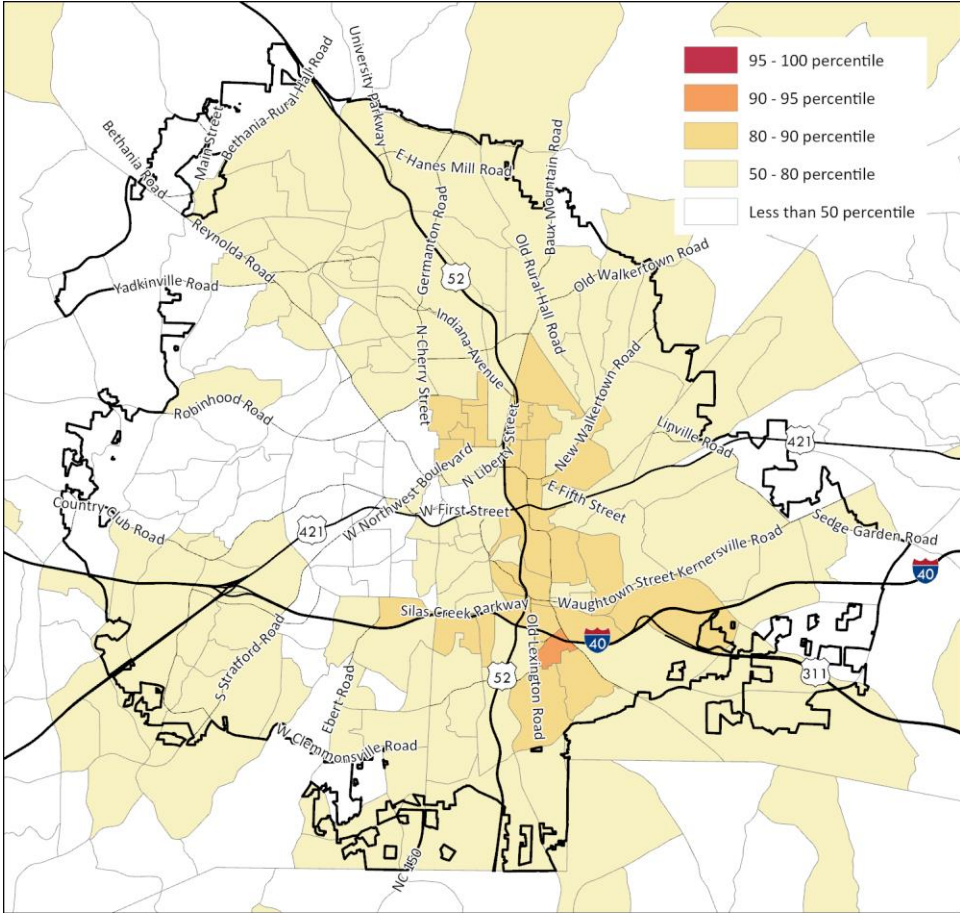 95 - 100 percentile
90 - 95 percentile
80 - 90 percentile
50 - 80 percentile
Less than 50 percentile
University Parkway
Bethania-Rural-Hall-Road
Main-Street
Bethania Road
E-Hanes Mill Road
Baux-Mountain-Road
Reynolda-Road
Germanton-Road
Old-Rural-Hall-Road
Old-Walkertown-Road
Yadkinville-Road
52
Indiana-Avenue
N-Cherry Street
New-Walkertown-Road
Robinhood-Road
N Liberty-Street
Linville-Road
421
W Northwest-Boulevard
E-Fifth Street
Country-Club-Road
421
W First Street
Sedge-Garden Road
Waughtown-Street Kernersville-Road
40
Silas Creek Parkway
Old-Lexington Road
40
S-Stratford-Road
Ebert-Road
52
311
W Clemmonsville Road
NC-150